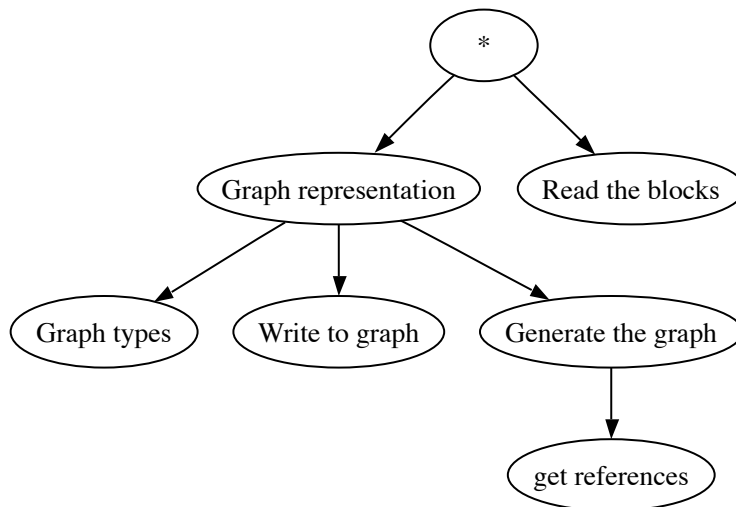 *
Graph representation
Read the blocks
Graph types
Write to graph
Generate the graph
get references